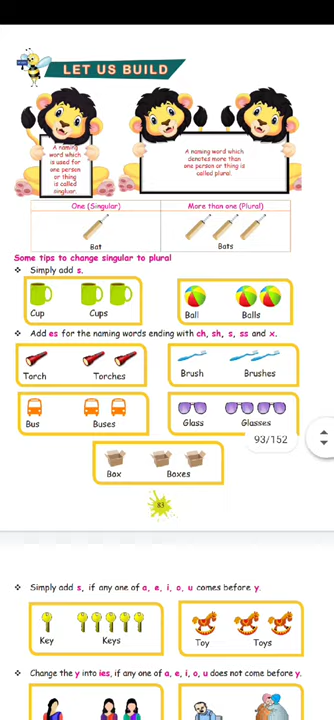 LET US BUILD
A naming
word which
is used for
one person
or thing
is called
singluar.
A naming word which
denotes more than
one person or thing is
called plural.
One (Singular) More than one (Plural)
Bat Bats
Some tips to change singular to plural
❖ Simply add s.
Cup Cups Ball Balls
❖ Add es for the naming words ending with ch, sh, s, ss and x.
Torch Torches Brush Brushes
Bus Buses Glass Glasses
93/152
Box Boxes
83
❖ Simply add s, if any one of a, e, i, o, u comes before y.
Key Keys Toy Toys
❖ Change the y into ies, if any one of a, e, i, o, u does not come before y.